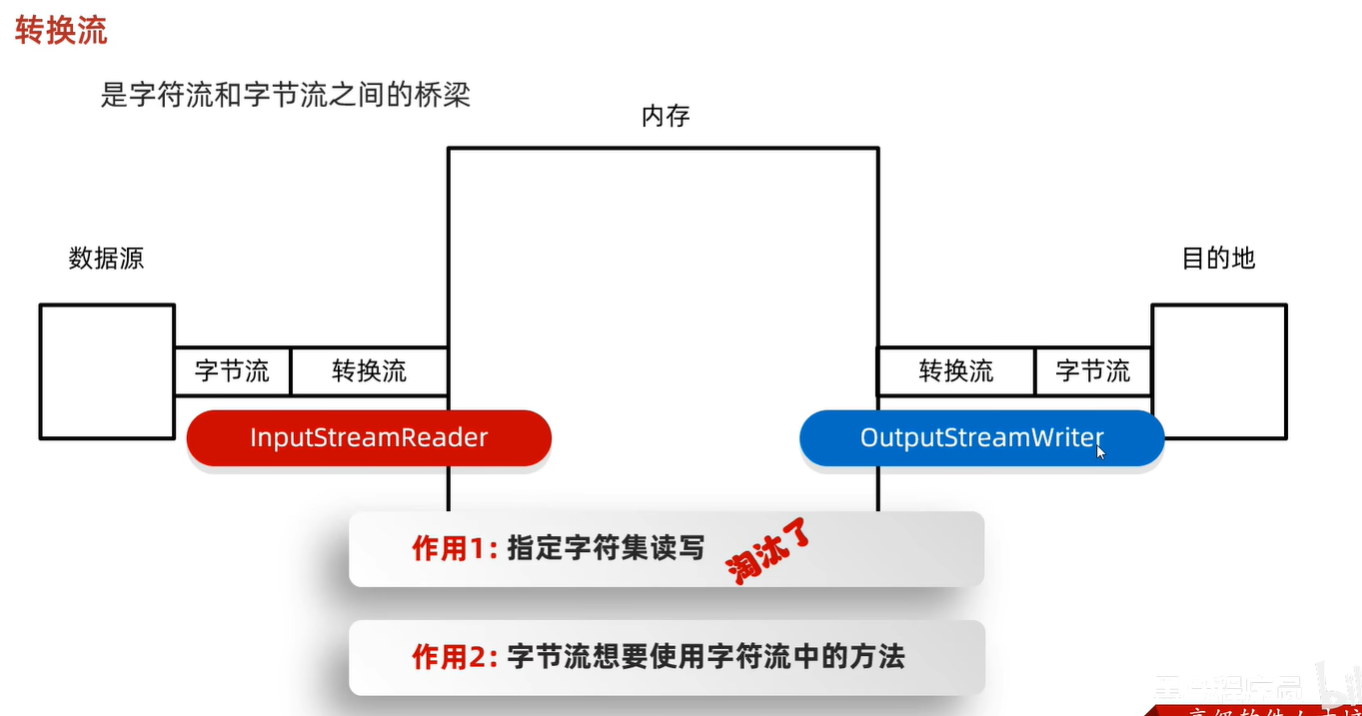 转换流
是字符流和字节流之间的桥梁
内存
数据源
目的地
字节流
转换流
转换流
字节流
InputStreamReader
OutputStreamWriter
作用1: 指定字符集读写
淘汰了
作用2: 字节流想要使用字符流中的方法